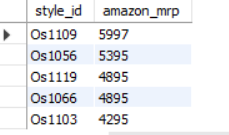 style_id amazon_mrp
Os1109 5997
Os1056 5395
Os1119 4895
Os1066 4895
Os1103 4295